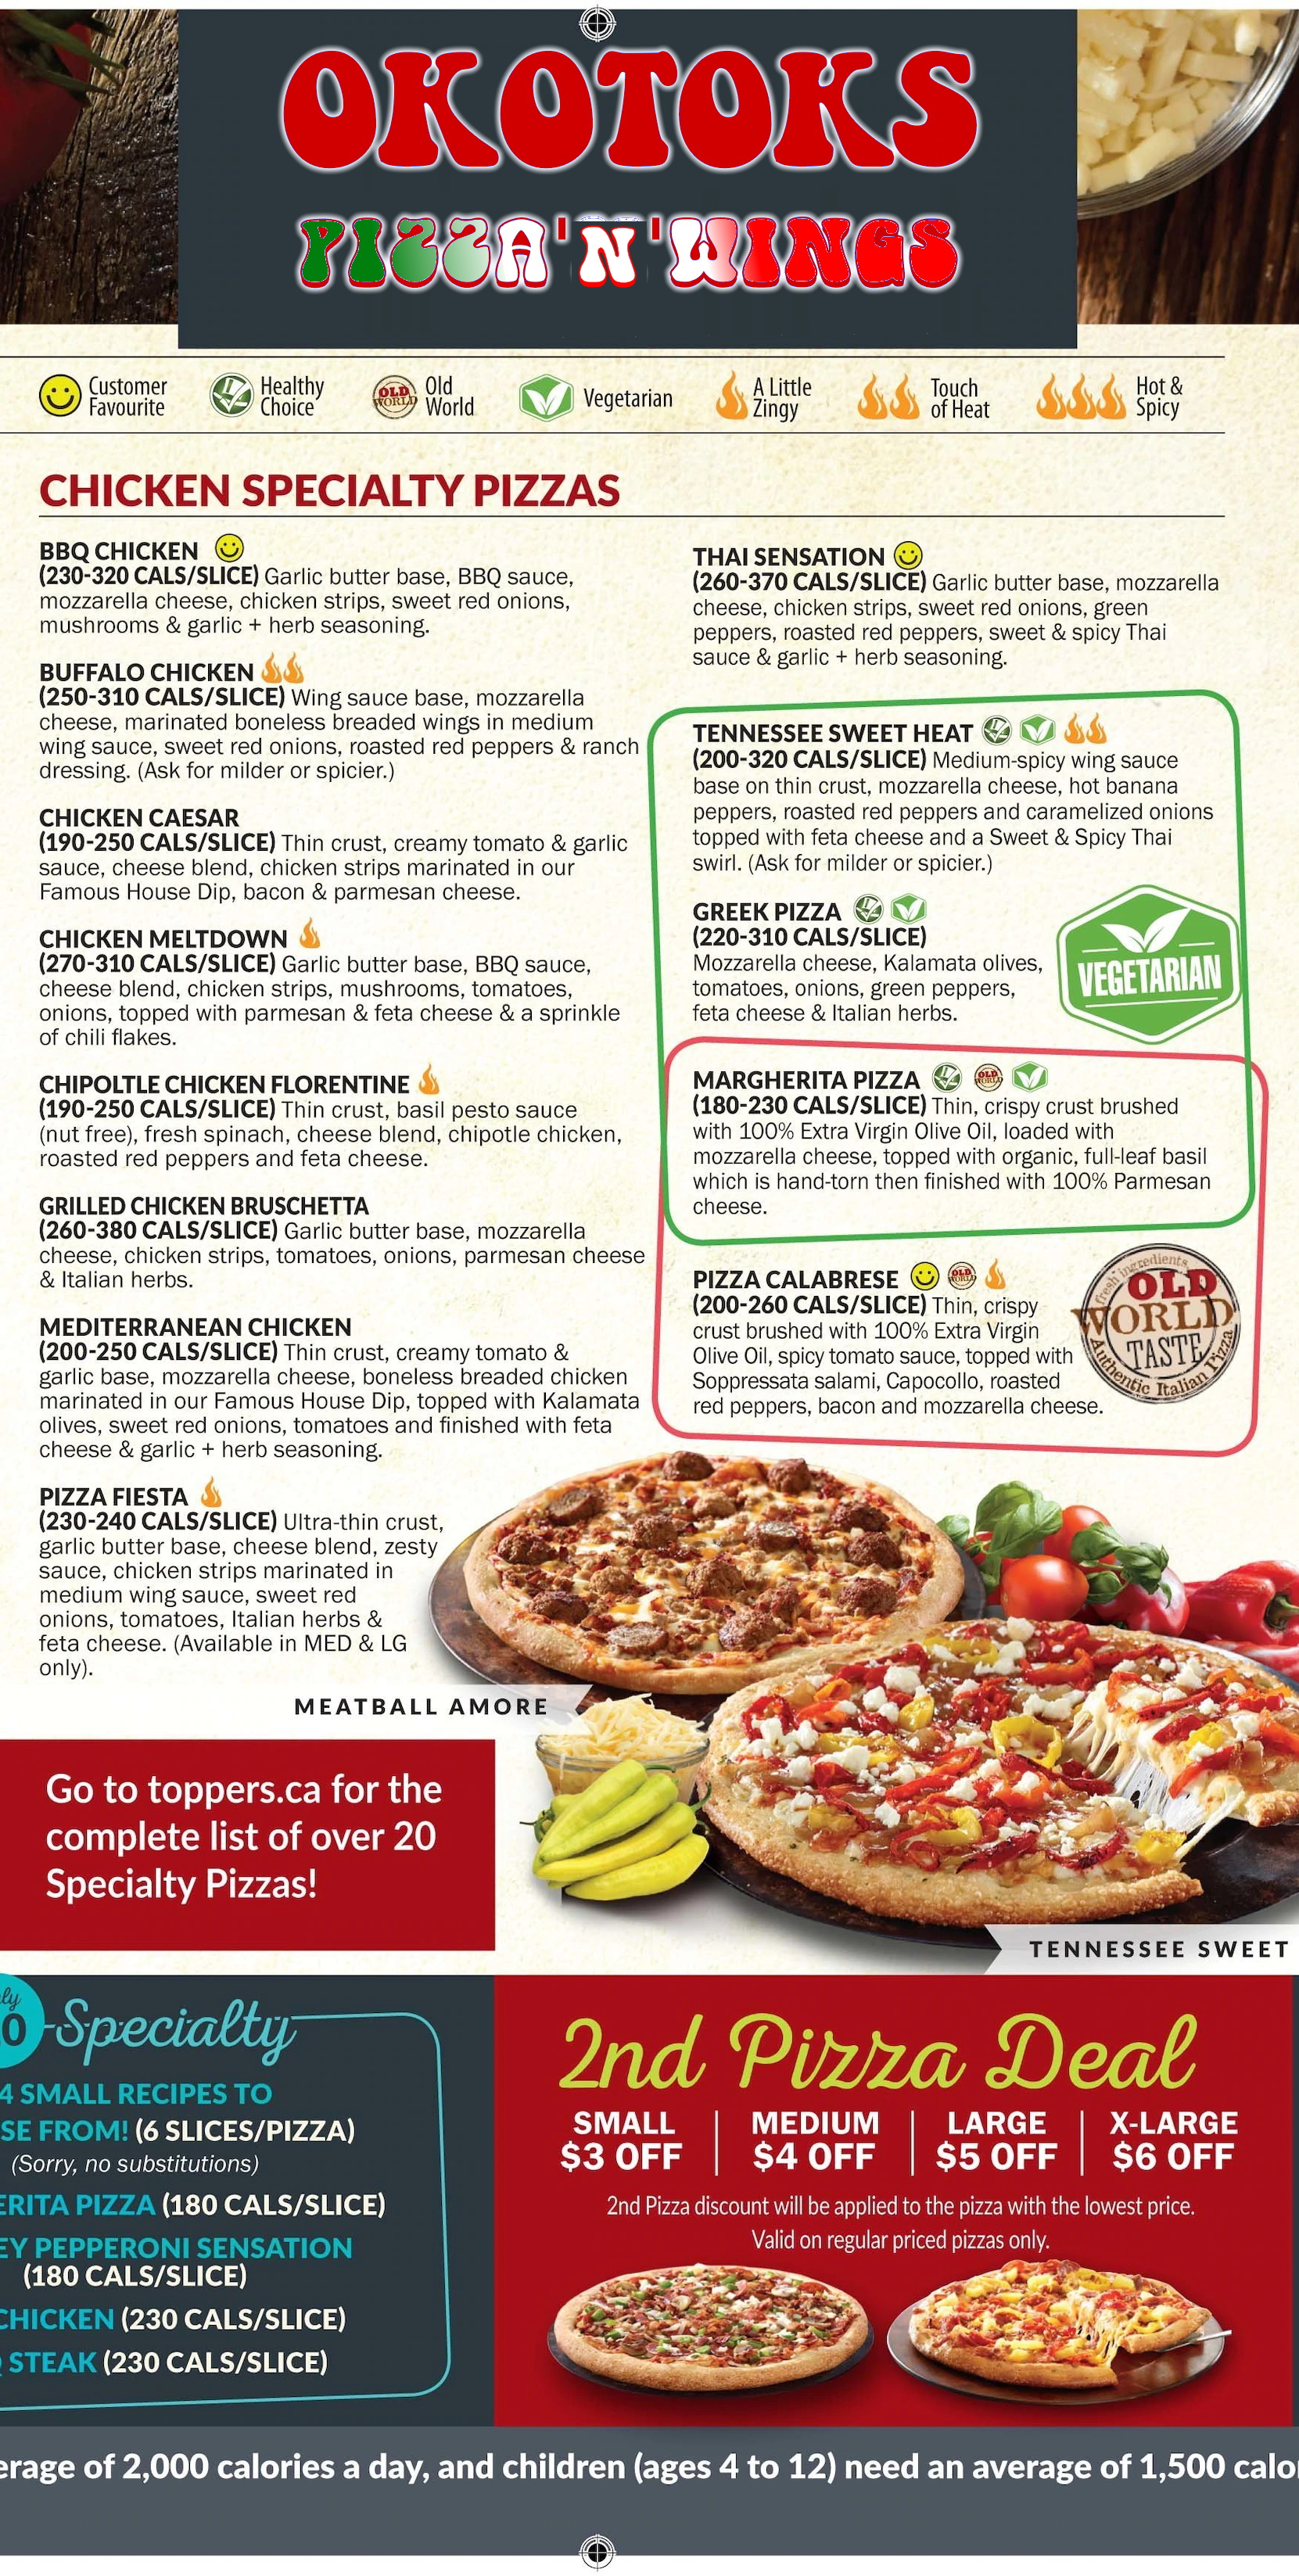 OKOTOKS
PIZZA'N'WINGS
Customer
Favourite
Healthy
Choice
OLD
WORLD
Old
World
Vegetarian
A Little
Zingy
Touch
of Heat
Hot &
Spicy
CHICKEN SPECIALTY PIZZAS
BBQ CHICKEN
(230-320 CALS/SLICE) Garlic butter base, BBQ sauce,
mozzarella cheese, chicken strips, sweet red onions,
mushrooms & garlic + herb seasoning.
BUFFALO CHICKEN
(250-310 CALS/SLICE) Wing sauce base, mozzarella
cheese, marinated boneless breaded wings in medium
wing sauce, sweet red onions, roasted red peppers & ranch
dressing. (Ask for milder or spicier.)
CHICKEN CAESAR
(190-250 CALS/SLICE) Thin crust, creamy tomato & garlic
sauce, cheese blend, chicken strips marinated in our
Famous House Dip, bacon & parmesan cheese.
CHICKEN MELTDOWN
(270-310 CALS/SLICE) Garlic butter base, BBQ sauce,
cheese blend, chicken strips, mushrooms, tomatoes,
onions, topped with parmesan & feta cheese & a sprinkle
of chili flakes.
CHIPOLTLE CHICKEN FLORENTINE
(190-250 CALS/SLICE) Thin crust, basil pesto sauce
(nut free), fresh spinach, cheese blend, chipotle chicken,
roasted red peppers and feta cheese.
GRILLED CHICKEN BRUSCHETTA
(260-380 CALS/SLICE) Garlic butter base, mozzarella
cheese, chicken strips, tomatoes, onions, parmesan cheese
& Italian herbs.
MEDITERRANEAN CHICKEN
(200-250 CALS/SLICE) Thin crust, creamy tomato &
garlic base, mozzarella cheese, boneless breaded chicken
marinated in our Famous House Dip, topped with Kalamata
olives, sweet red onions, tomatoes and finished with feta
cheese & garlic + herb seasoning.
PIZZA FIESTA
(230-240 CALS/SLICE) Ultra-thin crust,
garlic butter base, cheese blend, zesty
sauce, chicken strips marinated in
medium wing sauce, sweet red
onions, tomatoes, Italian herbs &
feta cheese. (Available in MED & LG
only).
THAI SENSATION
(260-370 CALS/SLICE) Garlic butter base, mozzarella
cheese, chicken strips, sweet red onions, green
peppers, roasted red peppers, sweet & spicy Thai
sauce & garlic + herb seasoning.
TENNESSEE SWEET HEAT
(200-320 CALS/SLICE) Medium-spicy wing sauce
base on thin crust, mozzarella cheese, hot banana
peppers, roasted red peppers and caramelized onions
topped with feta cheese and a Sweet & Spicy Thai
swirl. (Ask for milder or spicier.)
GREEK PIZZA
(220-310 CALS/SLICE)
Mozzarella cheese, Kalamata olives,
tomatoes, onions, green peppers,
feta cheese & Italian herbs.
VEGETARIAN
MARGHERITA PIZZA
OLD
WORLD
(180-230 CALS/SLICE) Thin, crispy crust brushed
with 100% Extra Virgin Olive Oil, loaded with
mozzarella cheese, topped with organic, full-leaf basil
which is hand-torn then finished with 100% Parmesan
cheese.
PIZZA CALABRESE
OLD
WORLD
(200-260 CALS/SLICE) Thin, crispy
crust brushed with 100% Extra Virgin
Olive Oil, spicy tomato sauce, topped with
Soppressata salami, Capocollo, roasted
red peppers, bacon and mozzarella cheese.
fresh ingredients
OLD
WORLD
TASTE
Authentic Italian Pizza
MEATBALL AMORE
Go to toppers.ca for the
complete list of over 20
Specialty Pizzas!
TENNESSEE SWEET
ly
0
Specialty
4 SMALL RECIPES TO
SE FROM! (6 SLICES/PIZZA)
(Sorry, no substitutions)
ERITA PIZZA (180 CALS/SLICE)
EY PEPPERONI SENSATION
(180 CALS/SLICE)
CHICKEN (230 CALS/SLICE)
STEAK (230 CALS/SLICE)
2nd Pizza Deal
SMALL
$3 OFF
MEDIUM
$4 OFF
LARGE
$5 OFF
X-LARGE
$6 OFF
2nd Pizza discount will be applied to the pizza with the lowest price.
Valid on regular priced pizzas only.
erage of 2,000 calories a day, and children (ages 4 to 12) need an average of 1,500 calo